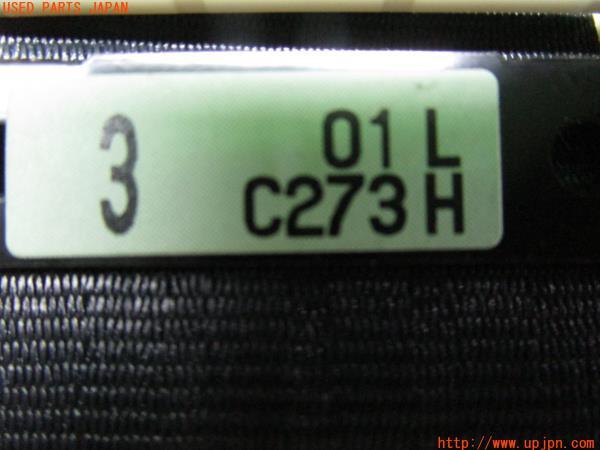 USED PARTS JAPAN
3
01 L
C273 H
http://www.upjpn.com